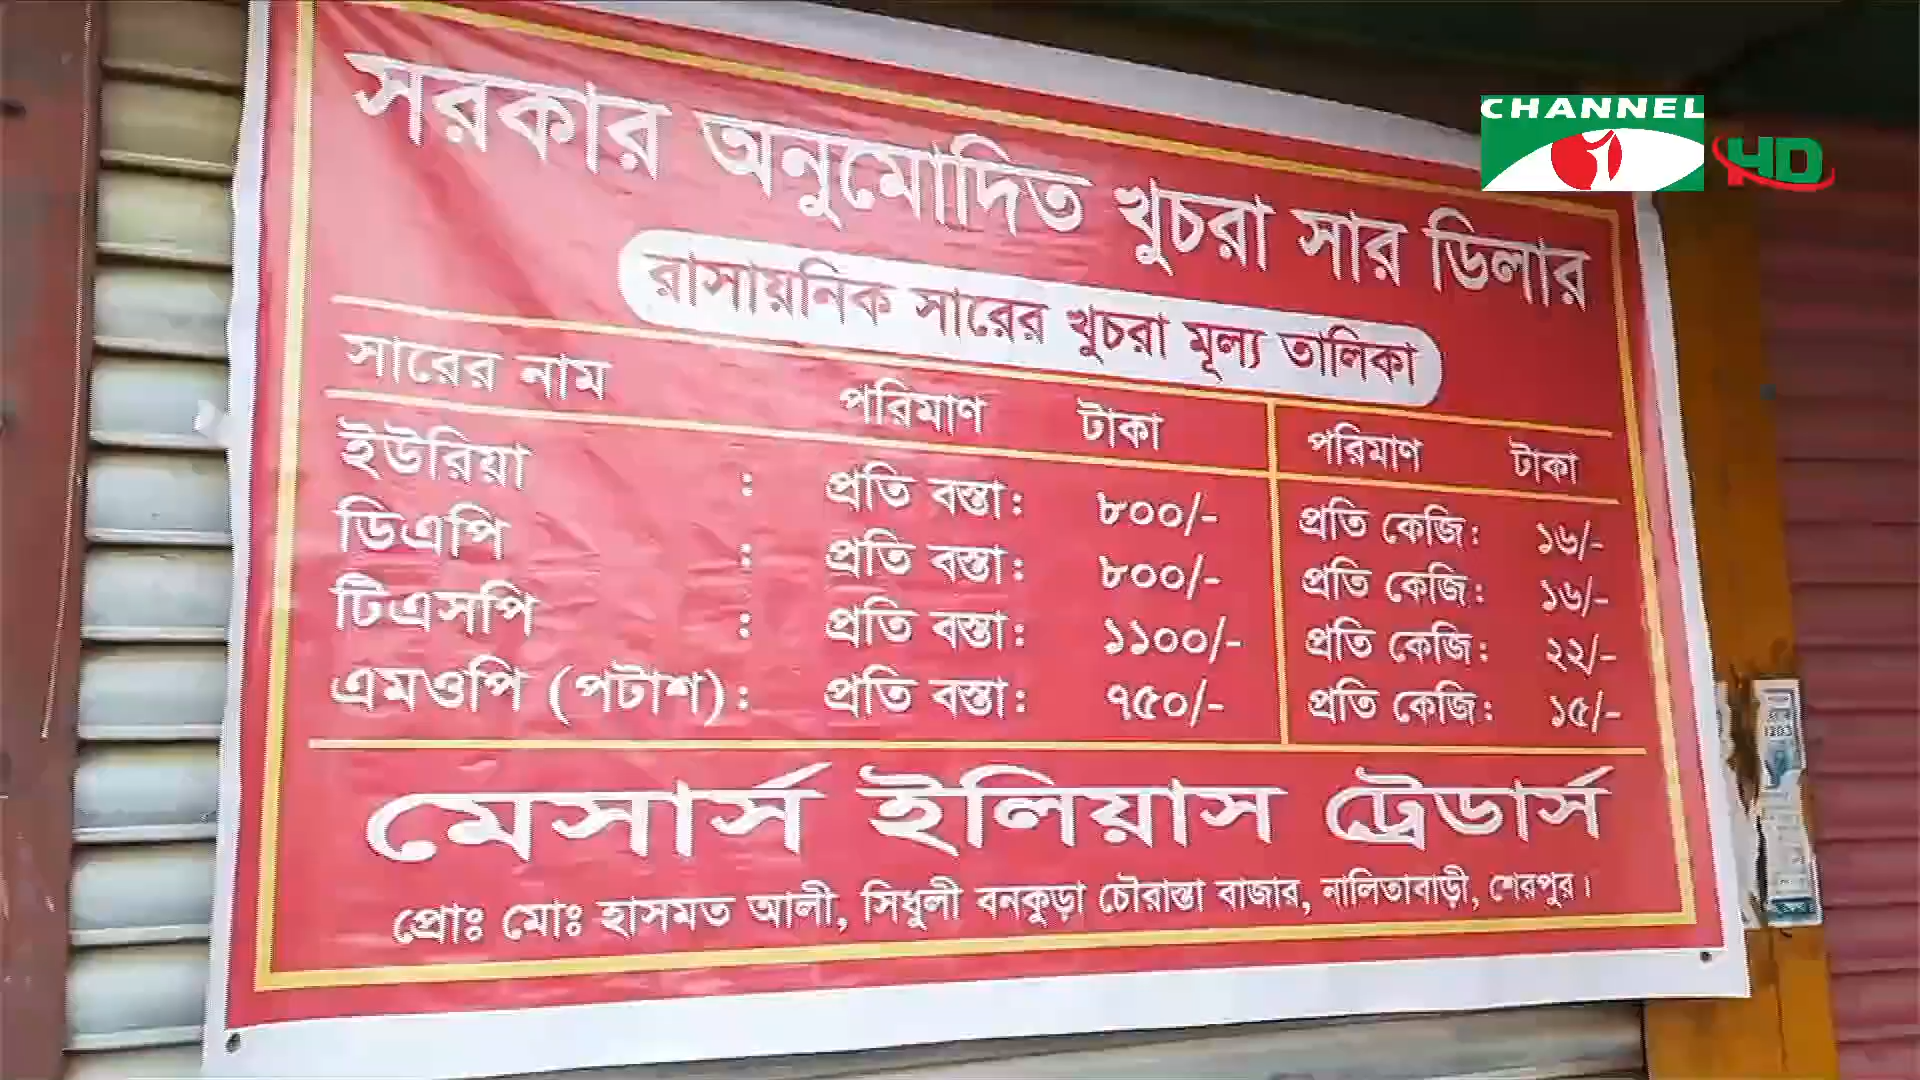 CHANNEL
i
HD
সরকার অনুমোদিত খুচরা সার ডিলার
রাসায়নিক সারের খুচরা মূল্য তালিকা
সারের নাম পরিমাণ টাকা পরিমাণ টাকা
ইউরিয়া : প্রতি বস্তা: ৮০০/- প্রতি কেজি: ১৬/-
ডিএপি : প্রতি বস্তা: ৮০০/- প্রতি কেজি: ১৬/-
টিএসপি : প্রতি বস্তা: ১১০০/- প্রতি কেজি: ২২/-
এমওপি (পটাশ): প্রতি বস্তা: ৭৫০/- প্রতি কেজি: ১৫/-
মেসার্স ইলিয়াস ট্রেডার্স
প্রোঃ মোঃ হাসমত আলী, সিধুলী বনকুড়া চৌরাস্তা বাজার, নালিতাবাড়ী, শেরপুর।